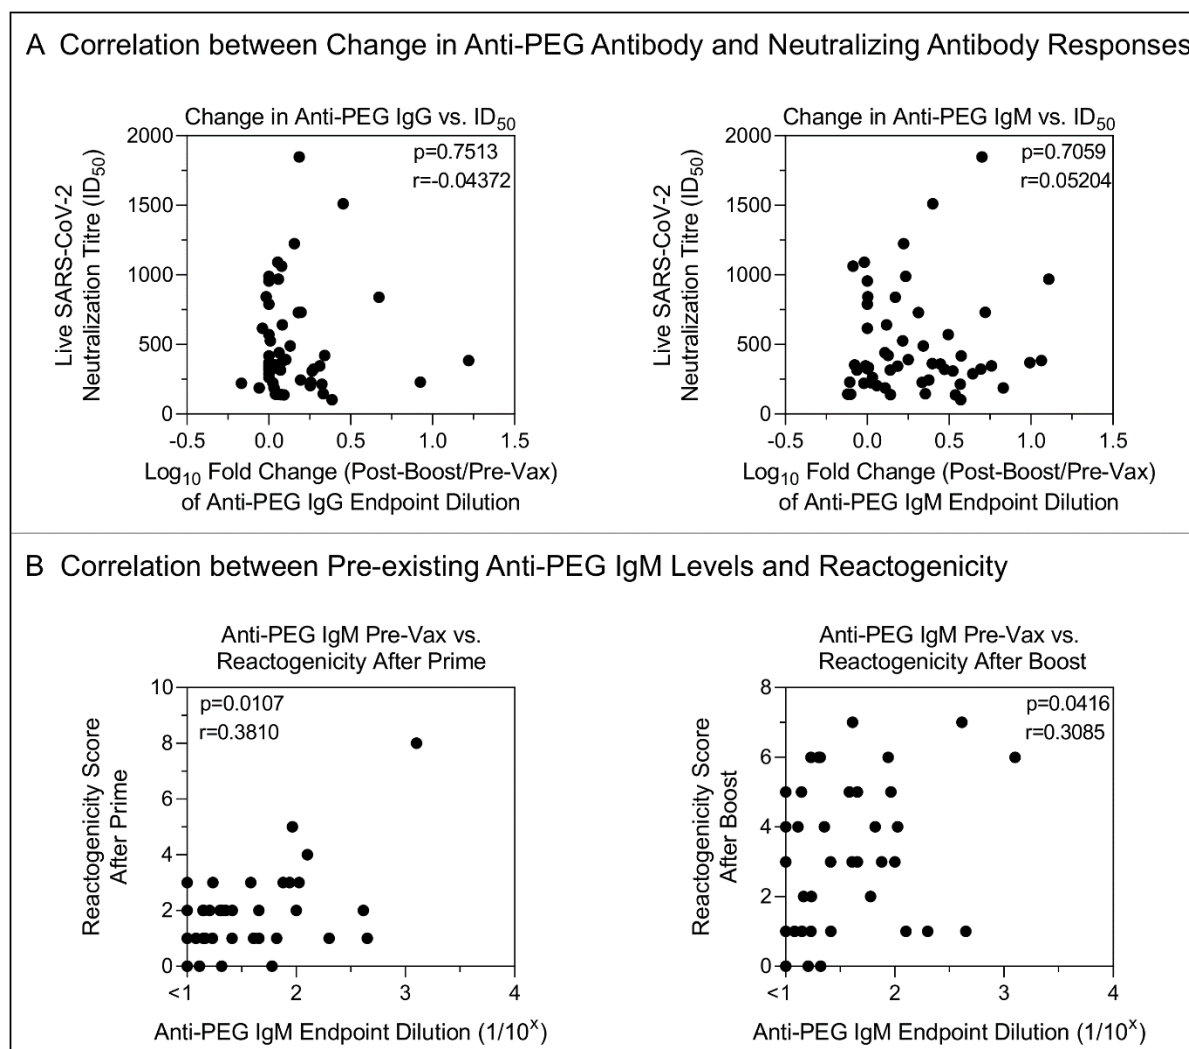 A Correlation between Change in Anti-PEG Antibody and Neutralizing Antibody Responses
Change in Anti-PEG IgG vs. ID50
p=0.7513
r=-0.04372
Live SARS-CoV-2
Neutralization Titre (ID50)
2000
1500
1000
500
0
-0.5 0.0 0.5 1.0 1.5
Log10 Fold Change (Post-Boost/Pre-Vax)
of Anti-PEG IgG Endpoint Dilution
Change in Anti-PEG IgM vs. ID50
p=0.7059
r=0.05204
Live SARS-CoV-2
Neutralization Titre (ID50)
2000
1500
1000
500
0
-0.5 0.0 0.5 1.0 1.5
Log10 Fold Change (Post-Boost/Pre-Vax)
of Anti-PEG IgM Endpoint Dilution
B Correlation between Pre-existing Anti-PEG IgM Levels and Reactogenicity
Anti-PEG IgM Pre-Vax vs.
Reactogenicity After Prime
p=0.0107
r=0.3810
Reactogenicity Score
After Prime
10
8
6
4
2
0
<1 2 3 4
Anti-PEG IgM Endpoint Dilution (1/10^x)
Anti-PEG IgM Pre-Vax vs.
Reactogenicity After Boost
p=0.0416
r=0.3085
Reactogenicity Score
After Boost
8
6
4
2
0
<1 2 3 4
Anti-PEG IgM Endpoint Dilution (1/10^x)